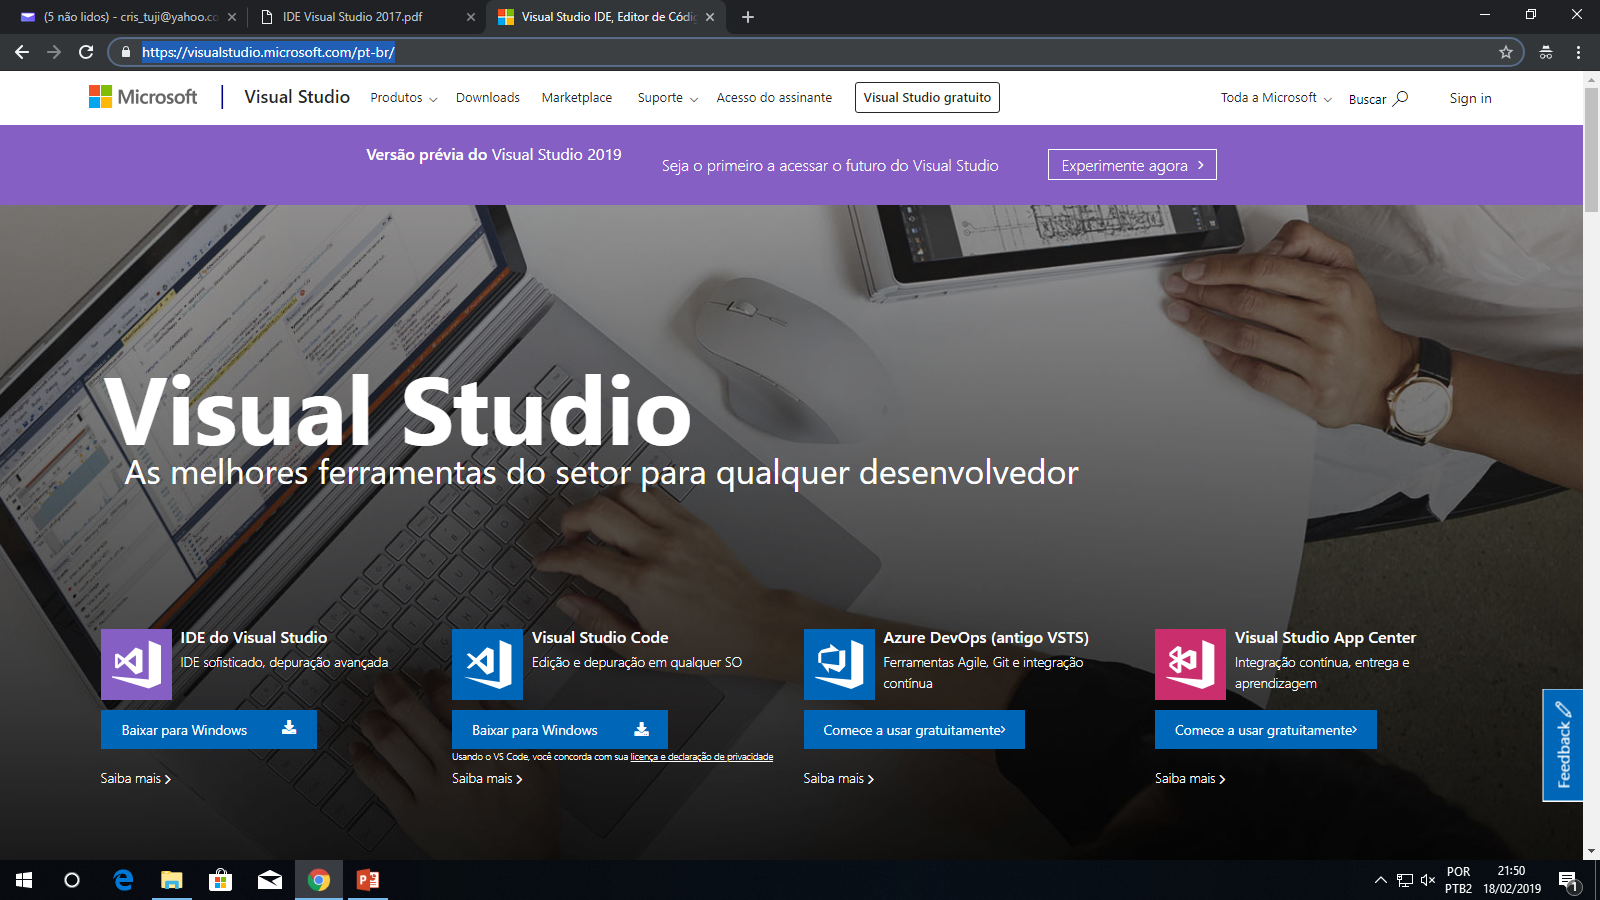 (5 não lidos) - cris_tuji@yahoo.co
IDE Visual Studio 2017.pdf
Visual Studio IDE, Editor de Códig
https://visualstudio.microsoft.com/pt-br/
Microsoft
Visual Studio
Produtos
Downloads
Marketplace
Suporte
Acesso do assinante
Visual Studio gratuito
Toda a Microsoft
Buscar
Sign in
Versão prévia do Visual Studio 2019
Seja o primeiro a acessar o futuro do Visual Studio
Experimente agora
Visual Studio
As melhores ferramentas do setor para qualquer desenvolvedor
IDE do Visual Studio
IDE sofisticado, depuração avançada
Baixar para Windows
Saiba mais
Visual Studio Code
Edição e depuração em qualquer SO
Baixar para Windows
Usando o VS Code, você concorda com sua licença e declaração de privacidade
Saiba mais
Azure DevOps (antigo VSTS)
Ferramentas Agile, Git e integração
contínua
Comece a usar gratuitamente
Saiba mais
Visual Studio App Center
Integração contínua, entrega e
aprendizagem
Comece a usar gratuitamente
Saiba mais
Feedback
POR
PTB2
21:50
18/02/2019
1